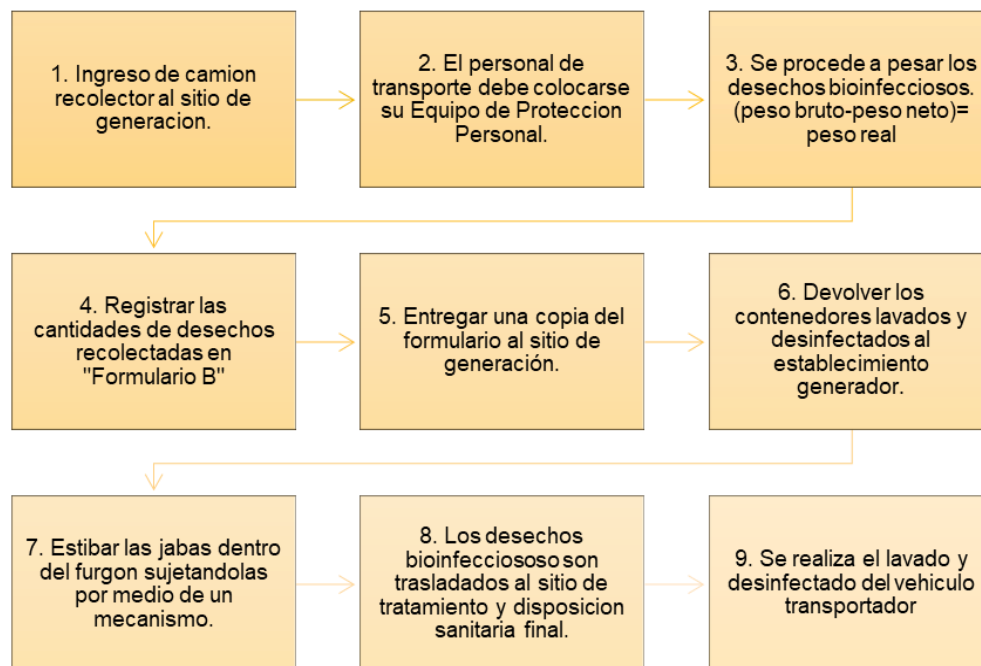 1. Ingreso de camion
recolector al sitio de
generacion.
2. El personal de
transporte debe colocarse
su Equipo de Proteccion
Personal.
3. Se procede a pesar los
desechos bioinfecciosos.
(peso bruto-peso neto)=
peso real
4. Registrar las
cantidades de desechos
recolectadas en
"Formulario B"
5. Entregar una copia del
formulario al sitio de
generación.
6. Devolver los
contenedores lavados y
desinfectados al
establecimiento
generador.
7. Estibar las jabas dentro
del furgon sujetandolas
por medio de un
mecanismo.
8. Los desechos
bioinfecciososo son
trasladados al sitio de
tratamiento y disposicion
sanitaria final.
9. Se realiza el lavado y
desinfectado del vehiculo
transportador